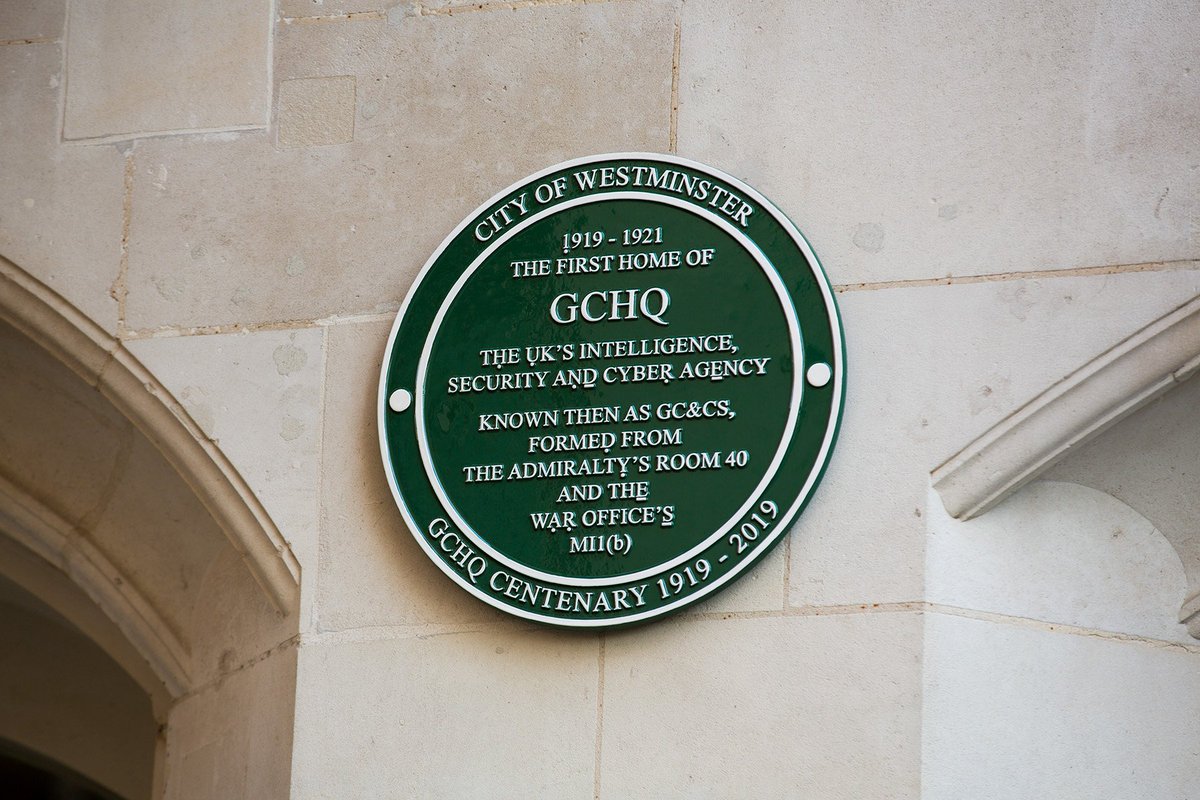 CITY OF WESTMINSTER
1919 - 1921
THE FIRST HOME OF
GCHQ
THE UK'S INTELLIGENCE,
SECURITY AND CYBER AGENCY
KNOWN THEN AS GC&CS,
FORMED FROM
THE ADMIRALTY'S ROOM 40
AND THE
WAR OFFICE'S
MI1(b)
GCHQ CENTENARY 1919 - 2019